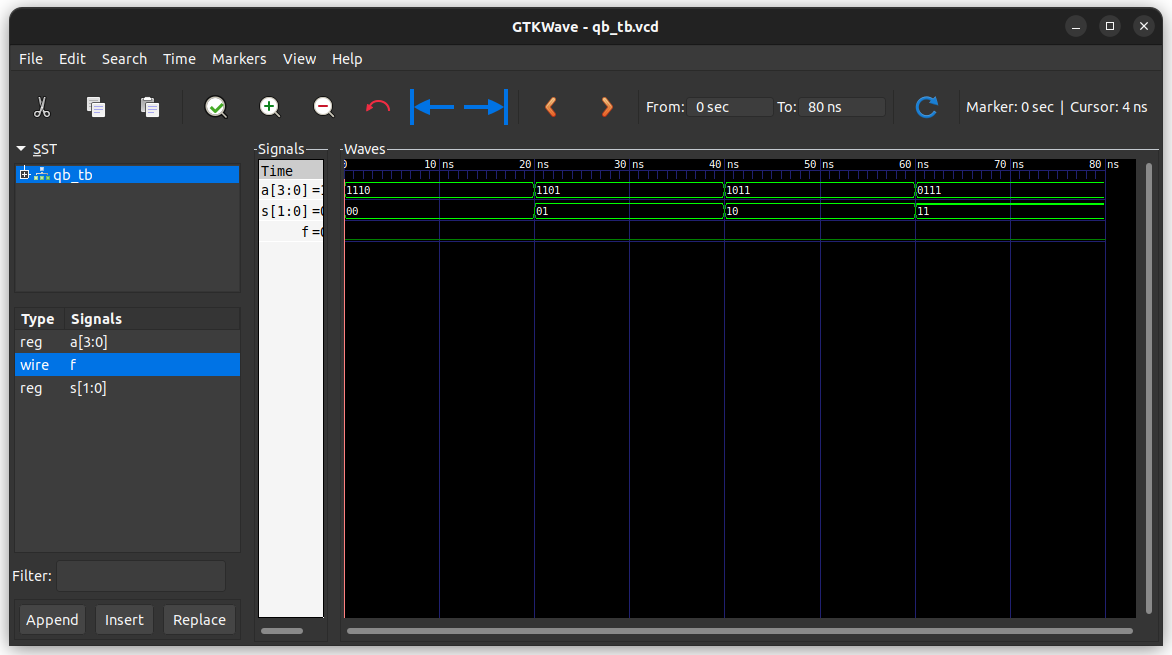 GTKWave - qb_tb.vcd
File Edit Search Time Markers View Help
From: 0 sec To: 80 ns
Marker: 0 sec | Cursor: 4 ns
SST
qb_tb
Type Signals
reg a[3:0]
wire f
reg s[1:0]
Filter:
Append Insert Replace
Signals
Time
a[3:0] =1
s[1:0] =0
f =0
Waves
0 10 ns 20 ns 30 ns 40 ns 50 ns 60 ns 70 ns 80 ns
1110 1101 1011 0111
00 01 10 11